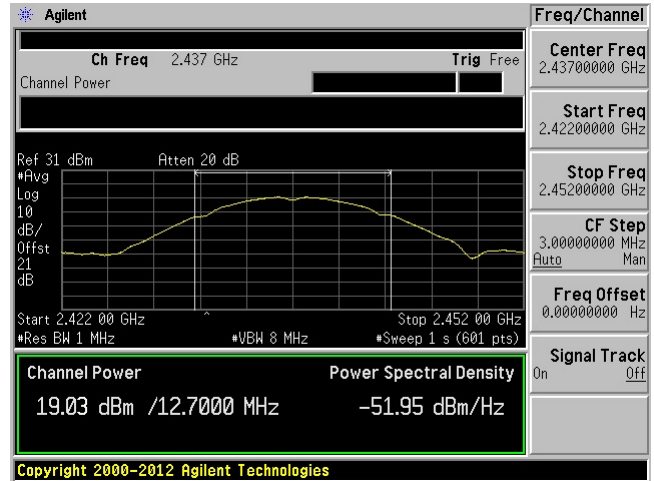 Agilent
Freq/Channel
Ch Freq 2.437 GHz Trig Free
Channel Power
Center Freq
2.43700000 GHz
Start Freq
2.42200000 GHz
Stop Freq
2.45200000 GHz
CF Step
3.00000000 MHz
Auto Man
Freq Offset
0.00000000 Hz
Signal Track
On Off
Ref 31 dBm Atten 20 dB
#Avg
Log
10
dB/
Offst
21
dB
Start 2.422 00 GHz ^ Stop 2.452 00 GHz
#Res BW 1 MHz #VBW 8 MHz #Sweep 1 s (601 pts)
Channel Power Power Spectral Density
19.03 dBm /12.7000 MHz -51.95 dBm/Hz
Copyright 2000-2012 Agilent Technologies